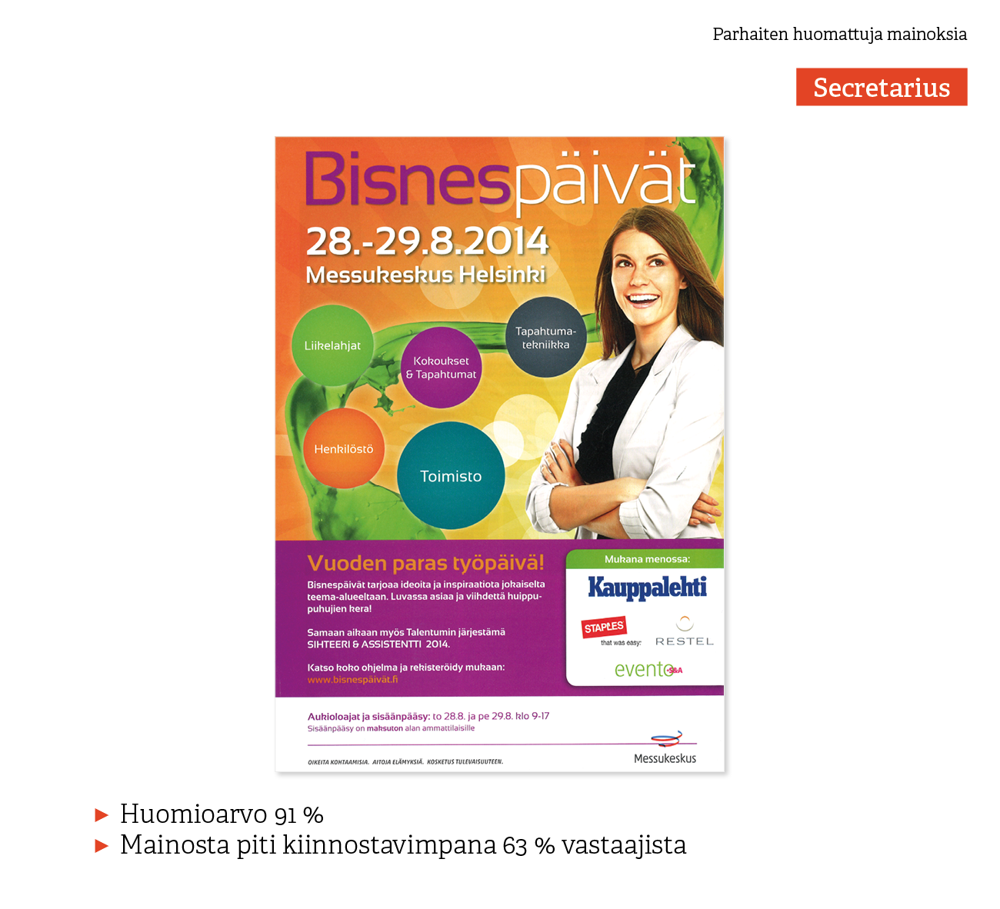 Parhaiten huomattuja mainoksia
Secretarius
Bisnespäivät
28.-29.8.2014
Messukeskus Helsinki
Liikelahjat
Kokoukset
& Tapahtumat
Tapahtuma-
tekniikka
Henkilöstö
Toimisto
Vuoden paras työpäivä!
Bisnespäivät tarjoaa ideoita ja inspiraatiota jokaiselta
teema-alueeltaan. Luvassa asiaa ja viihdettä huippu-
puhujien kera!
Samaan aikaan myös Talentumin järjestämä
SIHTEERI & ASSISTENTTI 2014.
Katso koko ohjelma ja rekisteröidy mukaan:
www.bisnespäivät.fi
Mukana menossa:
Kauppalehti
STAPLES
that was easy:
RESTEL
evento
•S&A
Aukioloajat ja sisäänpääsy: to 28.8. ja pe 29.8. klo 9-17
Sisäänpääsy on maksuton alan ammattilaisille
OIKEITA KOHTAAMISIA. AITOJA ELÄMYKSIÄ. KOSKETUS TULEVAISUUTEEN.
Messukeskus
► Huomioarvo 91 %
► Mainosta piti kiinnostavimpana 63 % vastaajista